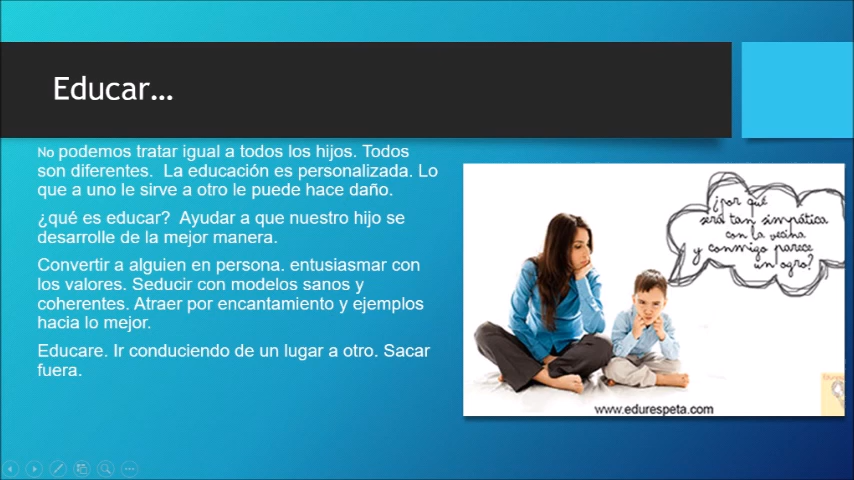 Educar...
No podemos tratar igual a todos los hijos. Todos
son diferentes.  La educación es personalizada. Lo
que a uno le sirve a otro le puede hace daño.
¿qué es educar?  Ayudar a que nuestro hijo se
desarrolle de la mejor manera.
Convertir a alguien en persona. entusiasmar con
los valores. Seducir con modelos sanos y
coherentes. Atraer por encantamiento y ejemplos
hacia lo mejor.
Educare. Ir conduciendo de un lugar a otro. Sacar
fuera.
¿por qué
será tan simpática
con la vecina
y conmigo parece
un ogro?
www.edurespeta.com